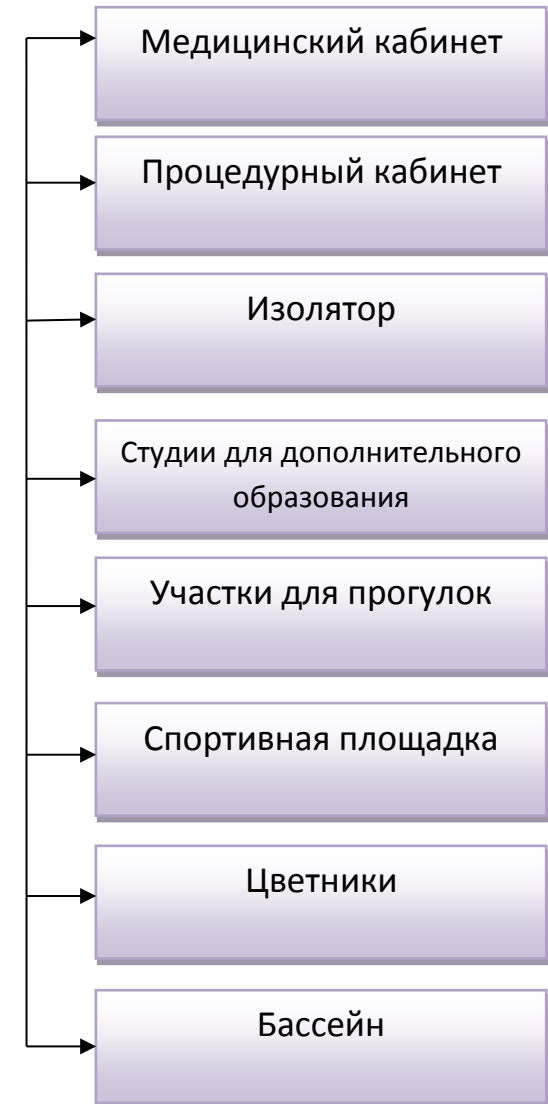 Медицинский кабинет
Процедурный кабинет
Изолятор
Студии для дополнительного
образования
Участки для прогулок
Спортивная площадка
Цветники
Бассейн